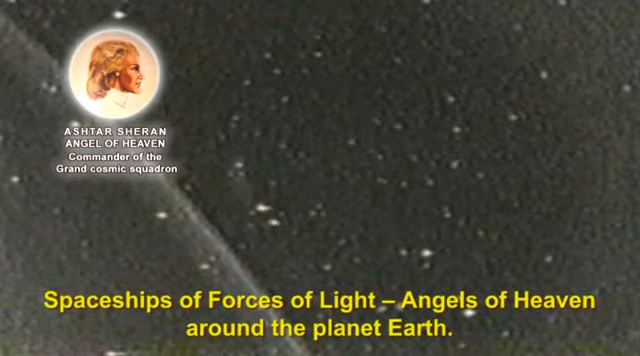 ASHTAR SHERAN
ANGEL OF HEAVEN
Commander of the
Grand cosmic squadron
Spaceships of Forces of Light – Angels of Heaven
around the planet Earth.